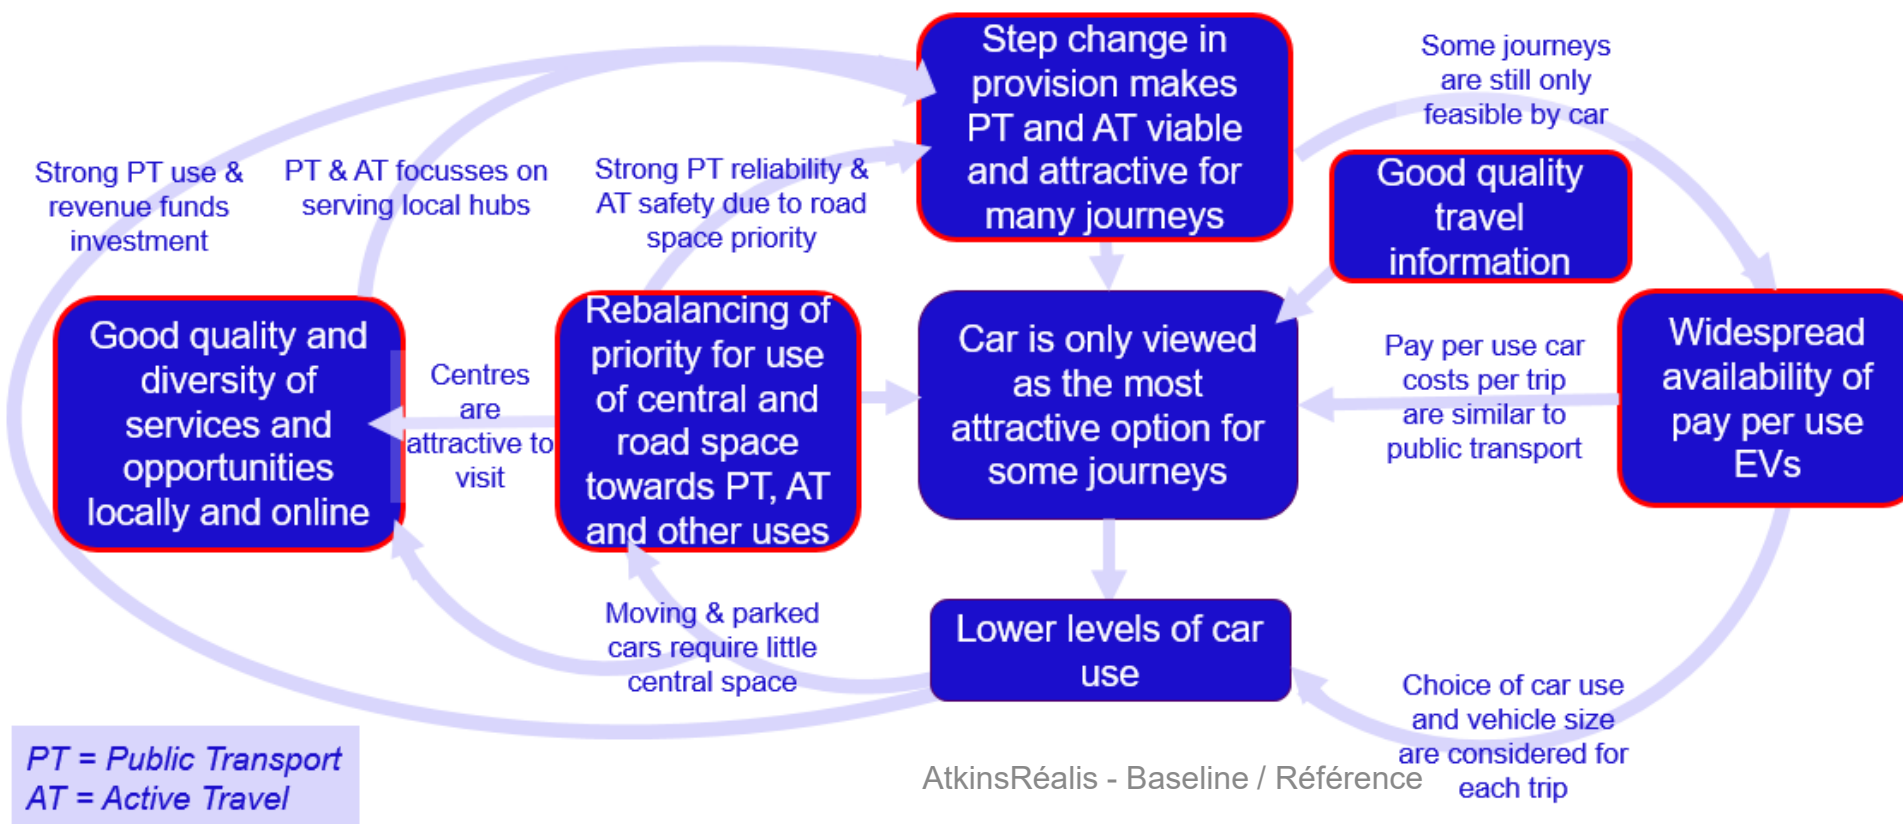 Step change in
provision makes
PT and AT viable
and attractive for
many journeys
Some journeys
are still only
feasible by car
Strong PT use &
revenue funds
investment
PT & AT focusses on
serving local hubs
Strong PT reliability &
AT safety due to road
space priority
Good quality
travel
information
Good quality and
diversity of
services and
opportunities
locally and online
Centres
are
attractive to
visit
Rebalancing of
priority for use
of central and
road space
towards PT, AT
and other uses
Car is only viewed
as the most
attractive option for
some journeys
Pay per use car
costs per trip
are similar to
public transport
Widespread
availability of
pay per use
EVs
Moving & parked
cars require little
central space
Lower levels of car
use
Choice of car use
and vehicle size
are considered for
each trip
PT = Public Transport
AT = Active Travel
AtkinsRéalis - Baseline / Référence